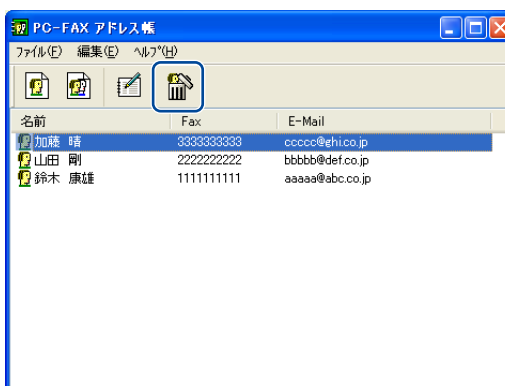 PC-FAX アドレス帳
ファイル(F) 編集(E) ヘルプ(H)
名前 Fax E-Mail
加藤 晴 3333333333 ccccc@ghi.co.jp
山田 剛 2222222222 bbbbb@def.co.jp
鈴木 康雄 1111111111 aaaaa@abc.co.jp